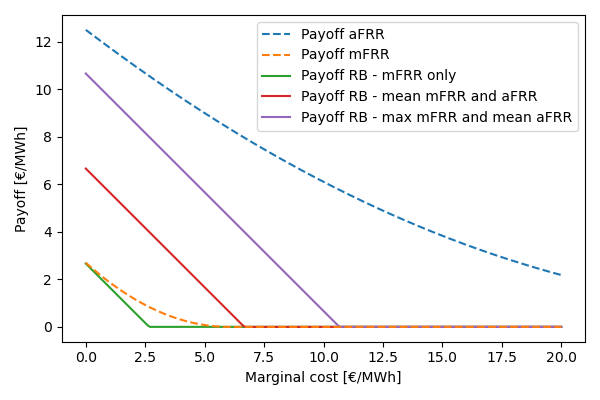 Payoff aFRR
Payoff mFRR
Payoff RB - mFRR only
Payoff RB - mean mFRR and aFRR
Payoff RB - max mFRR and mean aFRR
Payoff [€/MWh]
12
10
8
6
4
2
0
0.0 2.5 5.0 7.5 10.0 12.5 15.0 17.5 20.0
Marginal cost [€/MWh]